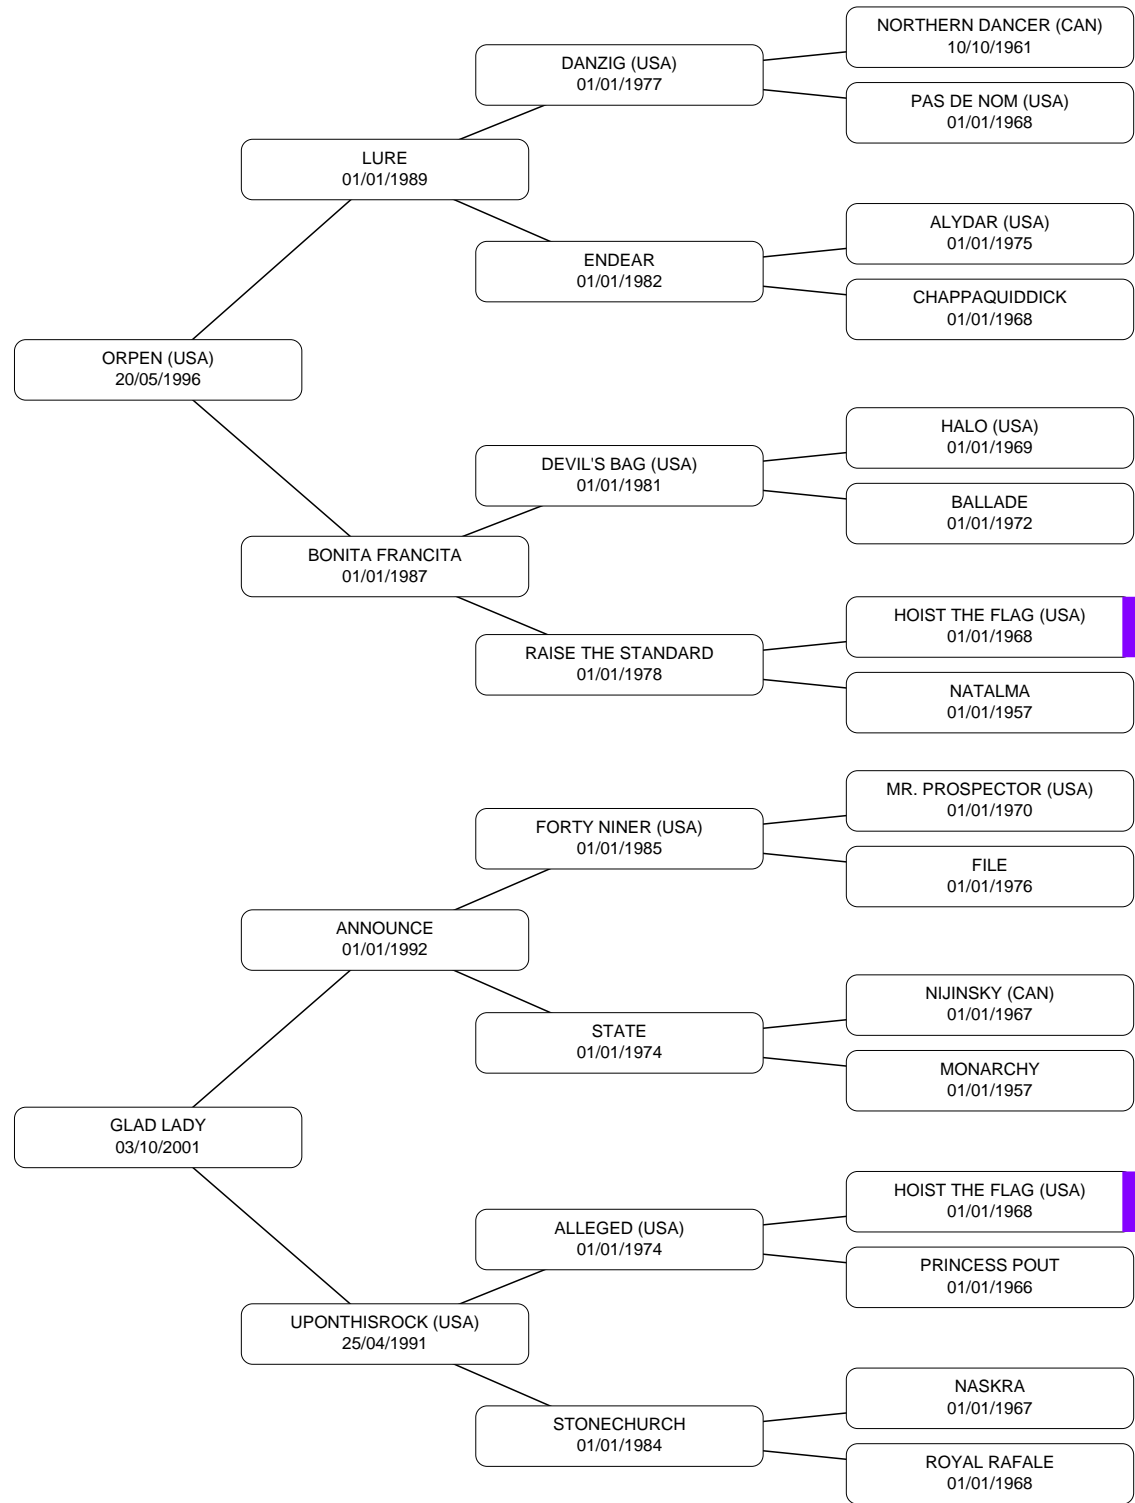 NORTHERN DANCER (CAN)
10/10/1961
DANZIG (USA)
01/01/1977
PAS DE NOM (USA)
01/01/1968
LURE
01/01/1989
ALYDAR (USA)
01/01/1975
ENDEAR
01/01/1982
CHAPPAQUIDDICK
01/01/1968
ORPEN (USA)
20/05/1996
HALO (USA)
01/01/1969
DEVIL'S BAG (USA)
01/01/1981
BALLADE
01/01/1972
BONITA FRANCITA
01/01/1987
HOIST THE FLAG (USA)
01/01/1968
RAISE THE STANDARD
01/01/1978
NATALMA
01/01/1957
MR. PROSPECTOR (USA)
01/01/1970
FORTY NINER (USA)
01/01/1985
FILE
01/01/1976
ANNOUNCE
01/01/1992
NIJINSKY (CAN)
01/01/1967
STATE
01/01/1974
MONARCHY
01/01/1957
GLAD LADY
03/10/2001
HOIST THE FLAG (USA)
01/01/1968
ALLEGED (USA)
01/01/1974
PRINCESS POUT
01/01/1966
UPONTHISROCK (USA)
25/04/1991
NASKRA
01/01/1967
STONECHURCH
01/01/1984
ROYAL RAFALE
01/01/1968